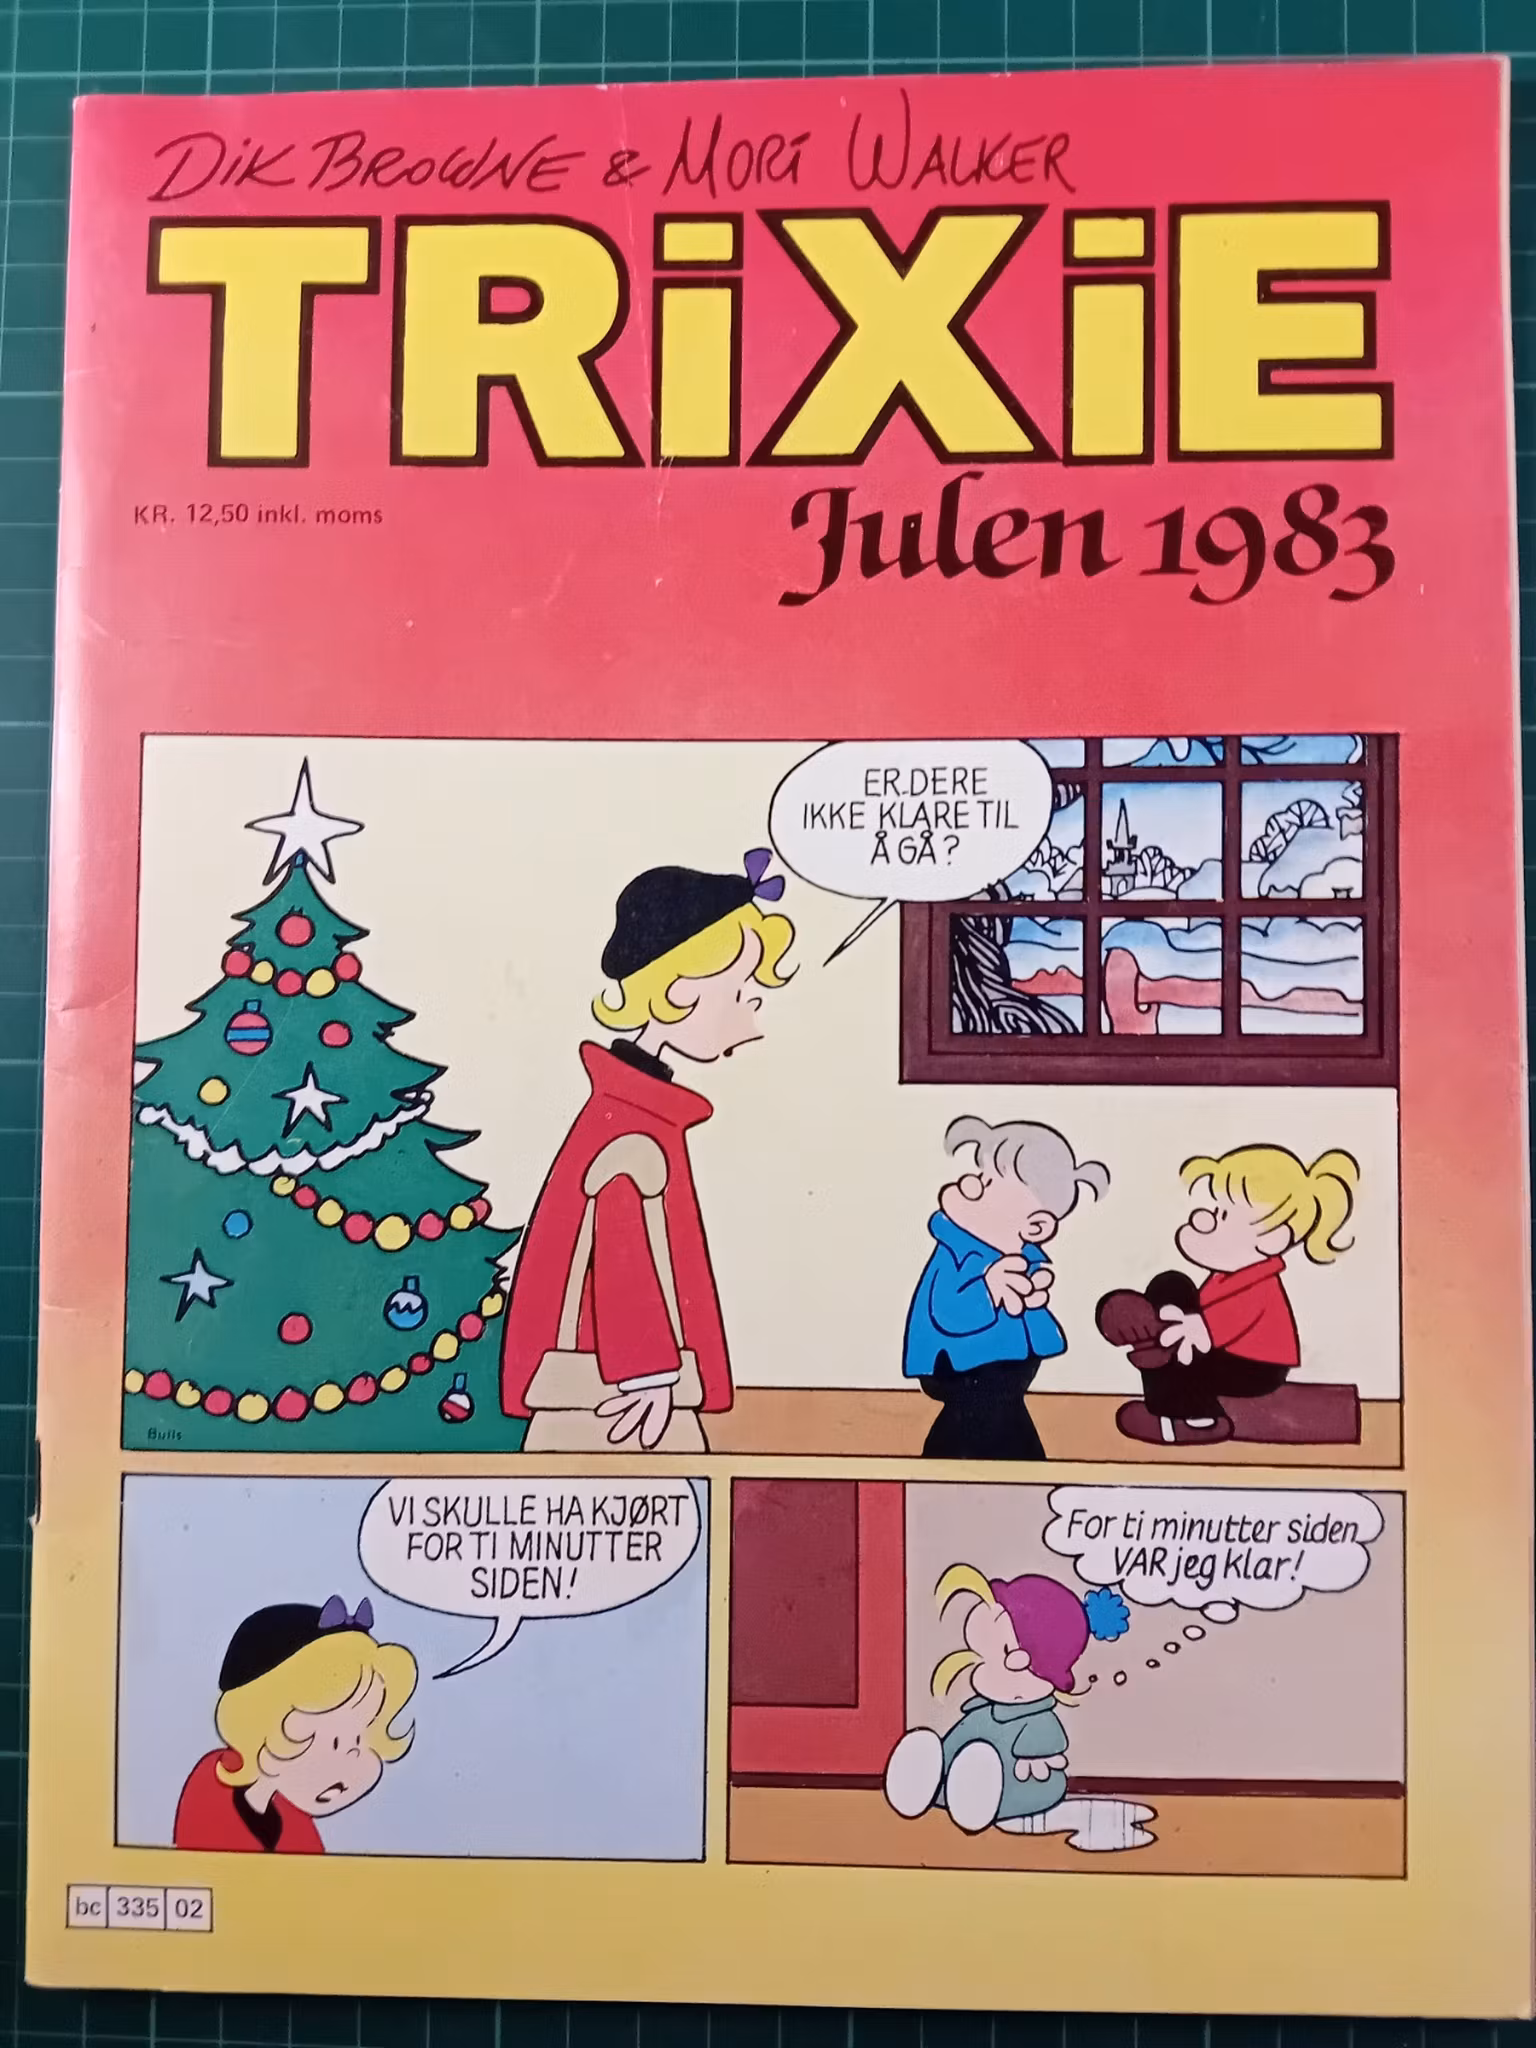 Dik Browne & Mort Walker
TRiXiE
KR. 12,50 inkl. moms
Julen 1983
ER DERE
IKKE KLARE TIL
Å GÅ?
Bulls
VI SKULLE HA KJØRT
FOR TI MINUTTER
SIDEN!
For ti minutter siden
VAR jeg klar!
bc 335 02